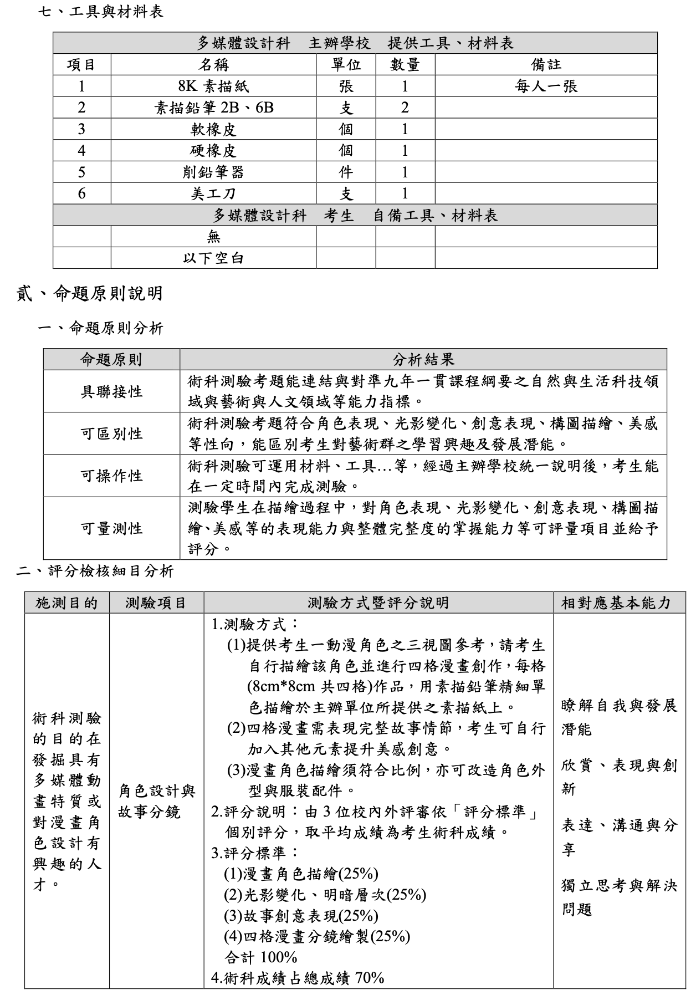 七、工具與材料表
多媒體設計科　主辦學校　提供工具、材料表
項目 名稱 單位 數量 備註
1 8K 素描紙 張 1 每人一張
2 素描鉛筆 2B、6B 支 2
3 軟橡皮 個 1
4 硬橡皮 個 1
5 削鉛筆器 件 1
6 美工刀 支 1
多媒體設計科　考生　自備工具、材料表
無
以下空白
貳、命題原則說明
一、命題原則分析
命題原則 分析結果
具聯接性
術科測驗考題能連結與對準九年一貫課程綱要之自然與生活科技領
域與藝術與人文領域等能力指標。
可區別性
術科測驗考題符合角色表現、光影變化、創意表現、構圖描繪、美感
等性向，能區別考生對藝術群之學習興趣及發展潛能。
可操作性
術科測驗可運用材料、工具…等，經過主辦學校統一說明後，考生能
在一定時間內完成測驗。
可量測性
測驗學生在描繪過程中，對角色表現、光影變化、創意表現、構圖描
繪、美感等的表現能力與整體完整度的掌握能力等可評量項目並給予
評分。
二、評分檢核細目分析
施測目的 測驗項目 測驗方式暨評分說明 相對應基本能力
術科測驗
的目的在
發掘具有
多媒體動
畫特質或
對漫畫角
色設計有
興趣的人
才。
角色設計與
故事分鏡
1.測驗方式：
(1)提供考生一動漫角色之三視圖參考，請考生
自行描繪該角色並進行四格漫畫創作，每格
(8cm*8cm 共四格)作品，用素描鉛筆精細單
色描繪於主辦單位所提供之素描紙上。
(2)四格漫畫需表現完整故事情節，考生可自行
加入其他元素提升美感創意。
(3)漫畫角色描繪須符合比例，亦可改造角色外
型與服裝配件。
2.評分說明：由 3 位校內外評審依「評分標準」
個別評分，取平均成績為考生術科成績。
3.評分標準：
(1)漫畫角色描繪(25%)
(2)光影變化、明暗層次(25%)
(3)故事創意表現(25%)
(4)四格漫畫分鏡繪製(25%)
合計 100%
4.術科成績占總成績 70%
瞭解自我與發展
潛能
欣賞、表現與創
新
表達、溝通與分
享
獨立思考與解決
問題